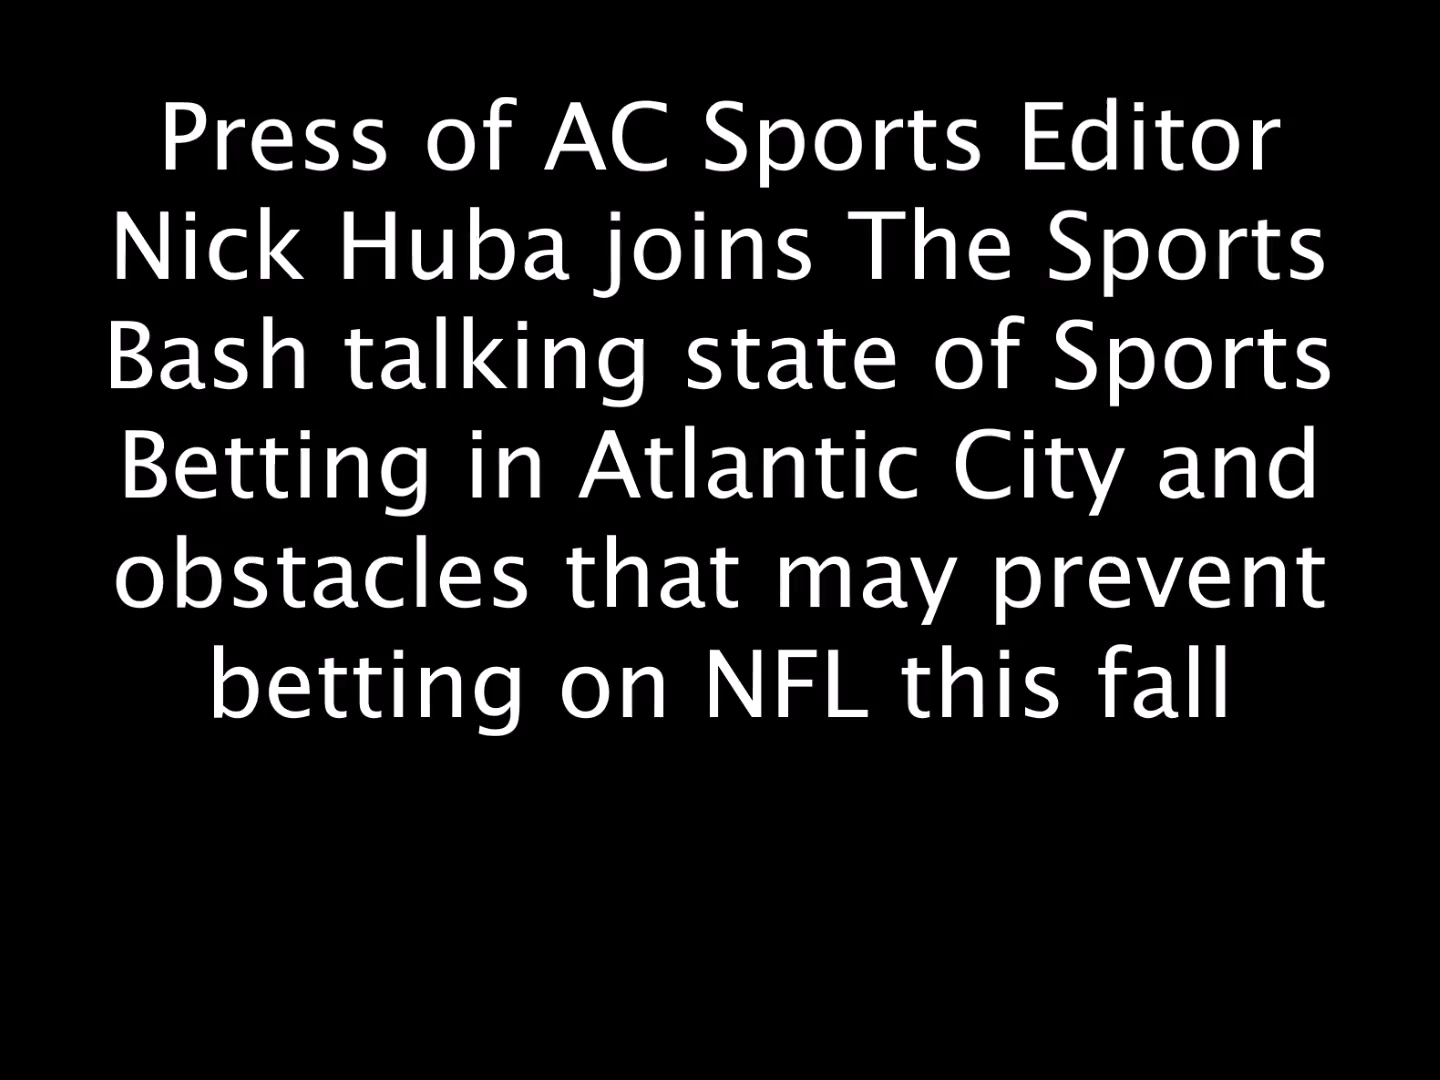 Press of AC Sports Editor
Nick Huba joins The Sports
Bash talking state of Sports
Betting in Atlantic City and
obstacles that may prevent
betting on NFL this fall